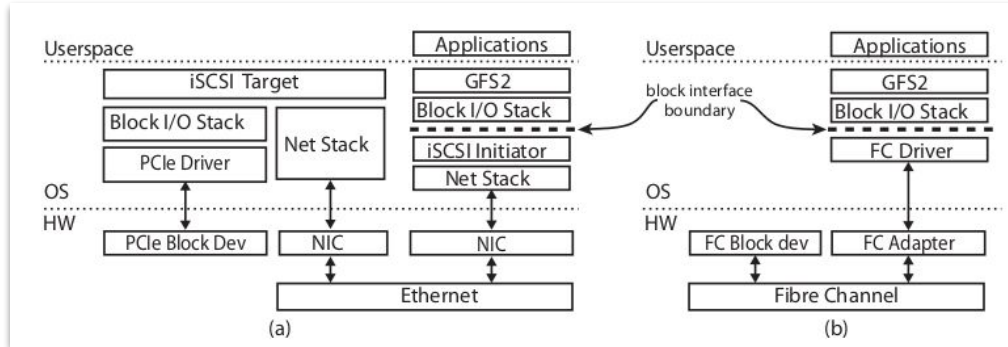 Userspace
Applications
iSCSI Target
GFS2
Block I/O Stack
Block I/O Stack
Net Stack
PCIe Driver
iSCSI Initiator
Net Stack
OS
HW
PCIe Block Dev
NIC
NIC
Ethernet
(a)
block interface
boundary
Userspace
Applications
GFS2
Block I/O Stack
FC Driver
OS
HW
FC Block dev
FC Adapter
Fibre Channel
(b)